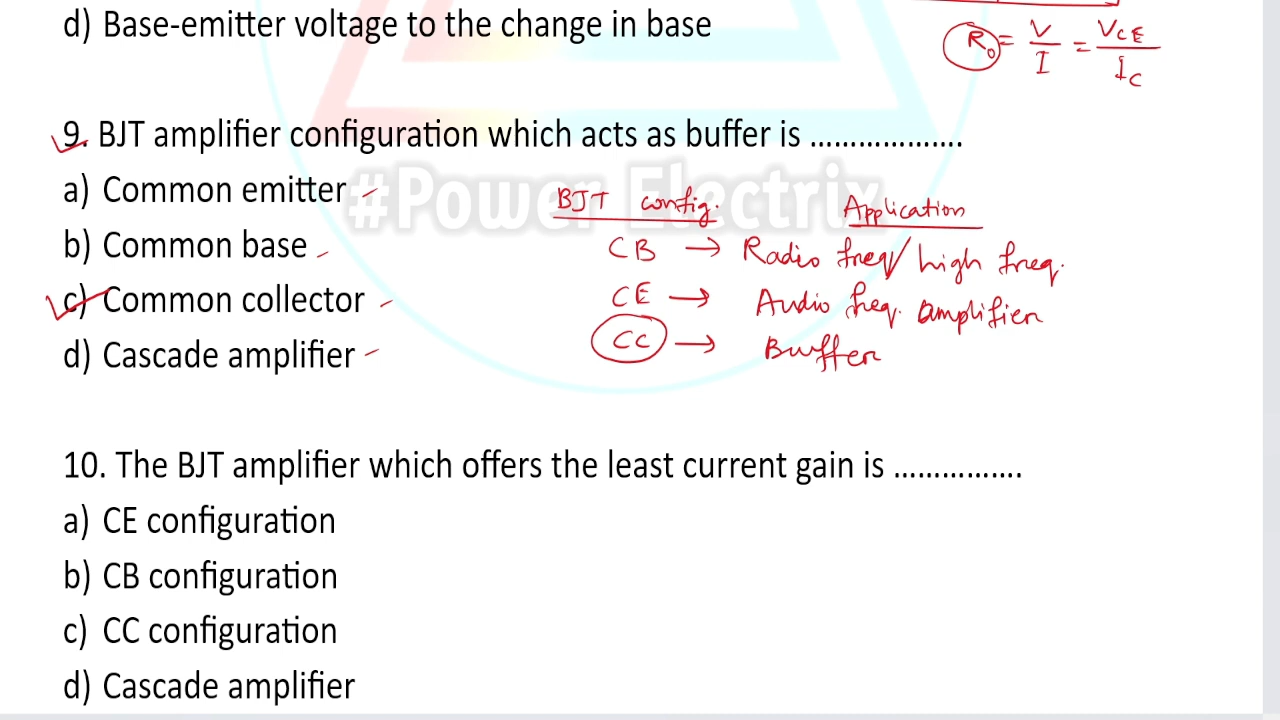 d) Base-emitter voltage to the change in base
R₀ = V/I = VCE/IC
9. BJT amplifier configuration which acts as buffer is ……………….
a) Common emitter
b) Common base
c) Common collector
d) Cascade amplifier
#Power Electrix
BJT config. Application
CB → Radio freq/high freq.
CE → Audio freq. amplifier
CC → Buffer
10. The BJT amplifier which offers the least current gain is …………….
a) CE configuration
b) CB configuration
c) CC configuration
d) Cascade amplifier